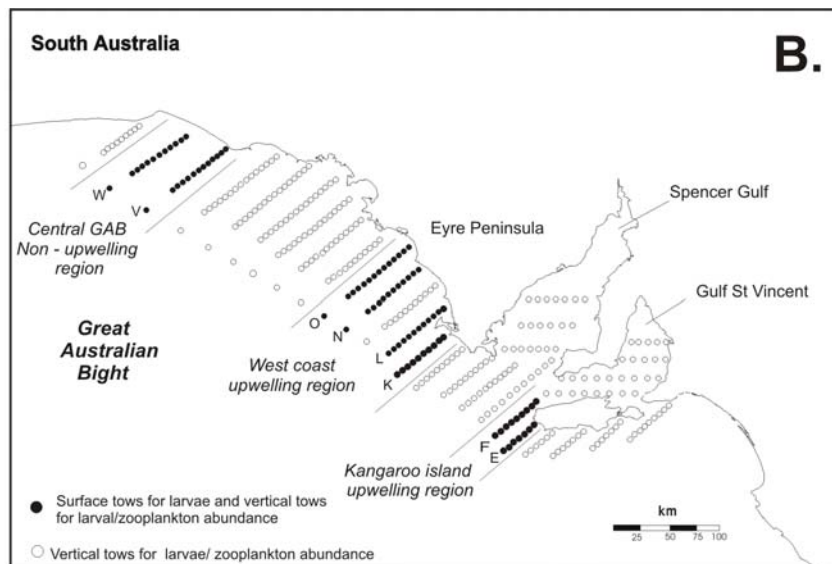 South Australia
B.
Spencer Gulf
W
Eyre Peninsula
V
Central GAB
Non - upwelling
region
Gulf St Vincent
O
N
Great
Australian
Bight
L
West coast
upwelling region
K
F
E
Kangaroo island
upwelling region
Surface tows for larvae and vertical tows
for larval/zooplankton abundance
km
25 50 75 100
Vertical tows for larvae/ zooplankton abundance